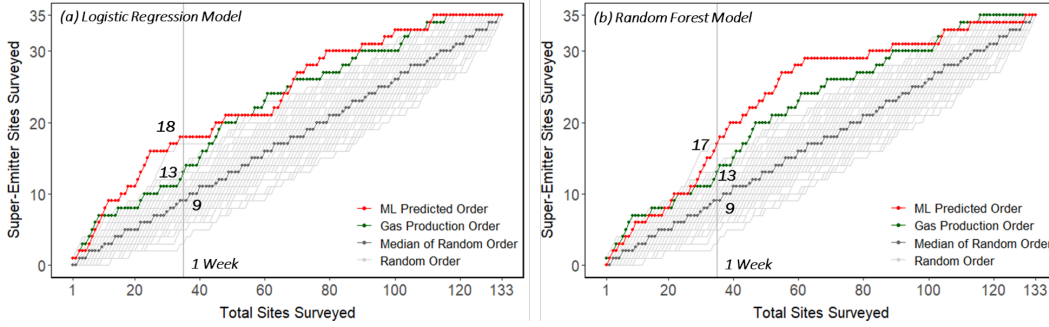 (a) Logistic Regression Model
Super-Emitter Sites Surveyed
35
30
20
10
0
18
13
9
ML Predicted Order
Gas Production Order
Median of Random Order
Random Order
1 Week
1
20
40
60
80
100
120
133
Total Sites Surveyed
(b) Random Forest Model
Super-Emitter Sites Surveyed
35
30
20
10
0
17
13
9
ML Predicted Order
Gas Production Order
Median of Random Order
Random Order
1 Week
1
20
40
60
80
100
120
133
Total Sites Surveyed